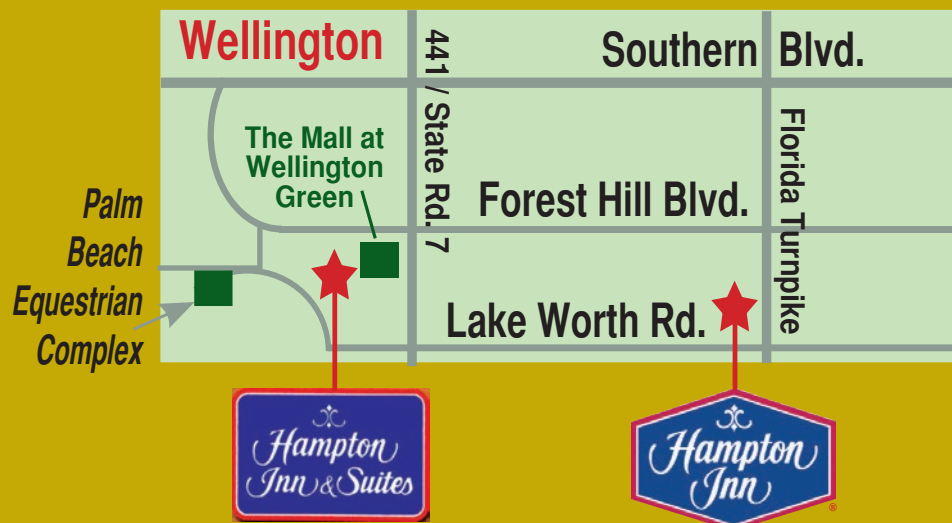 Wellington
Southern Blvd.
441 / State Rd. 7
The Mall at
Wellington
Green
Florida Turnpike
Forest Hill Blvd.
Palm
Beach
Equestrian
Complex
Lake Worth Rd.
Hampton
Inn & Suites
Hampton
Inn
®